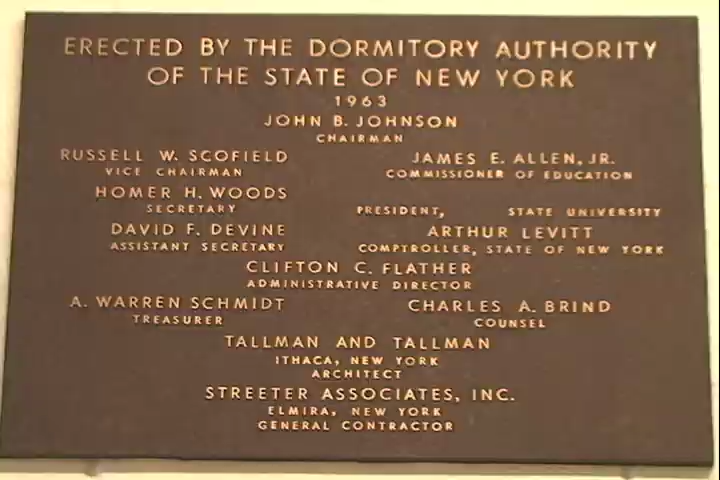 ERECTED BY THE DORMITORY AUTHORITY
OF THE STATE OF NEW YORK
1963
JOHN B. JOHNSON
CHAIRMAN
RUSSELL W. SCOFIELD
VICE CHAIRMAN
JAMES E. ALLEN, JR.
COMMISSIONER OF EDUCATION
HOMER H. WOODS
SECRETARY
PRESIDENT, STATE UNIVERSITY
DAVID F. DEVINE
ASSISTANT SECRETARY
ARTHUR LEVITT
COMPTROLLER, STATE OF NEW YORK
CLIFTON C. FLATHER
ADMINISTRATIVE DIRECTOR
A. WARREN SCHMIDT
TREASURER
CHARLES A. BRIND
COUNSEL
TALLMAN AND TALLMAN
ITHACA, NEW YORK
ARCHITECT
STREETER ASSOCIATES, INC.
ELMIRA, NEW YORK
GENERAL CONTRACTOR